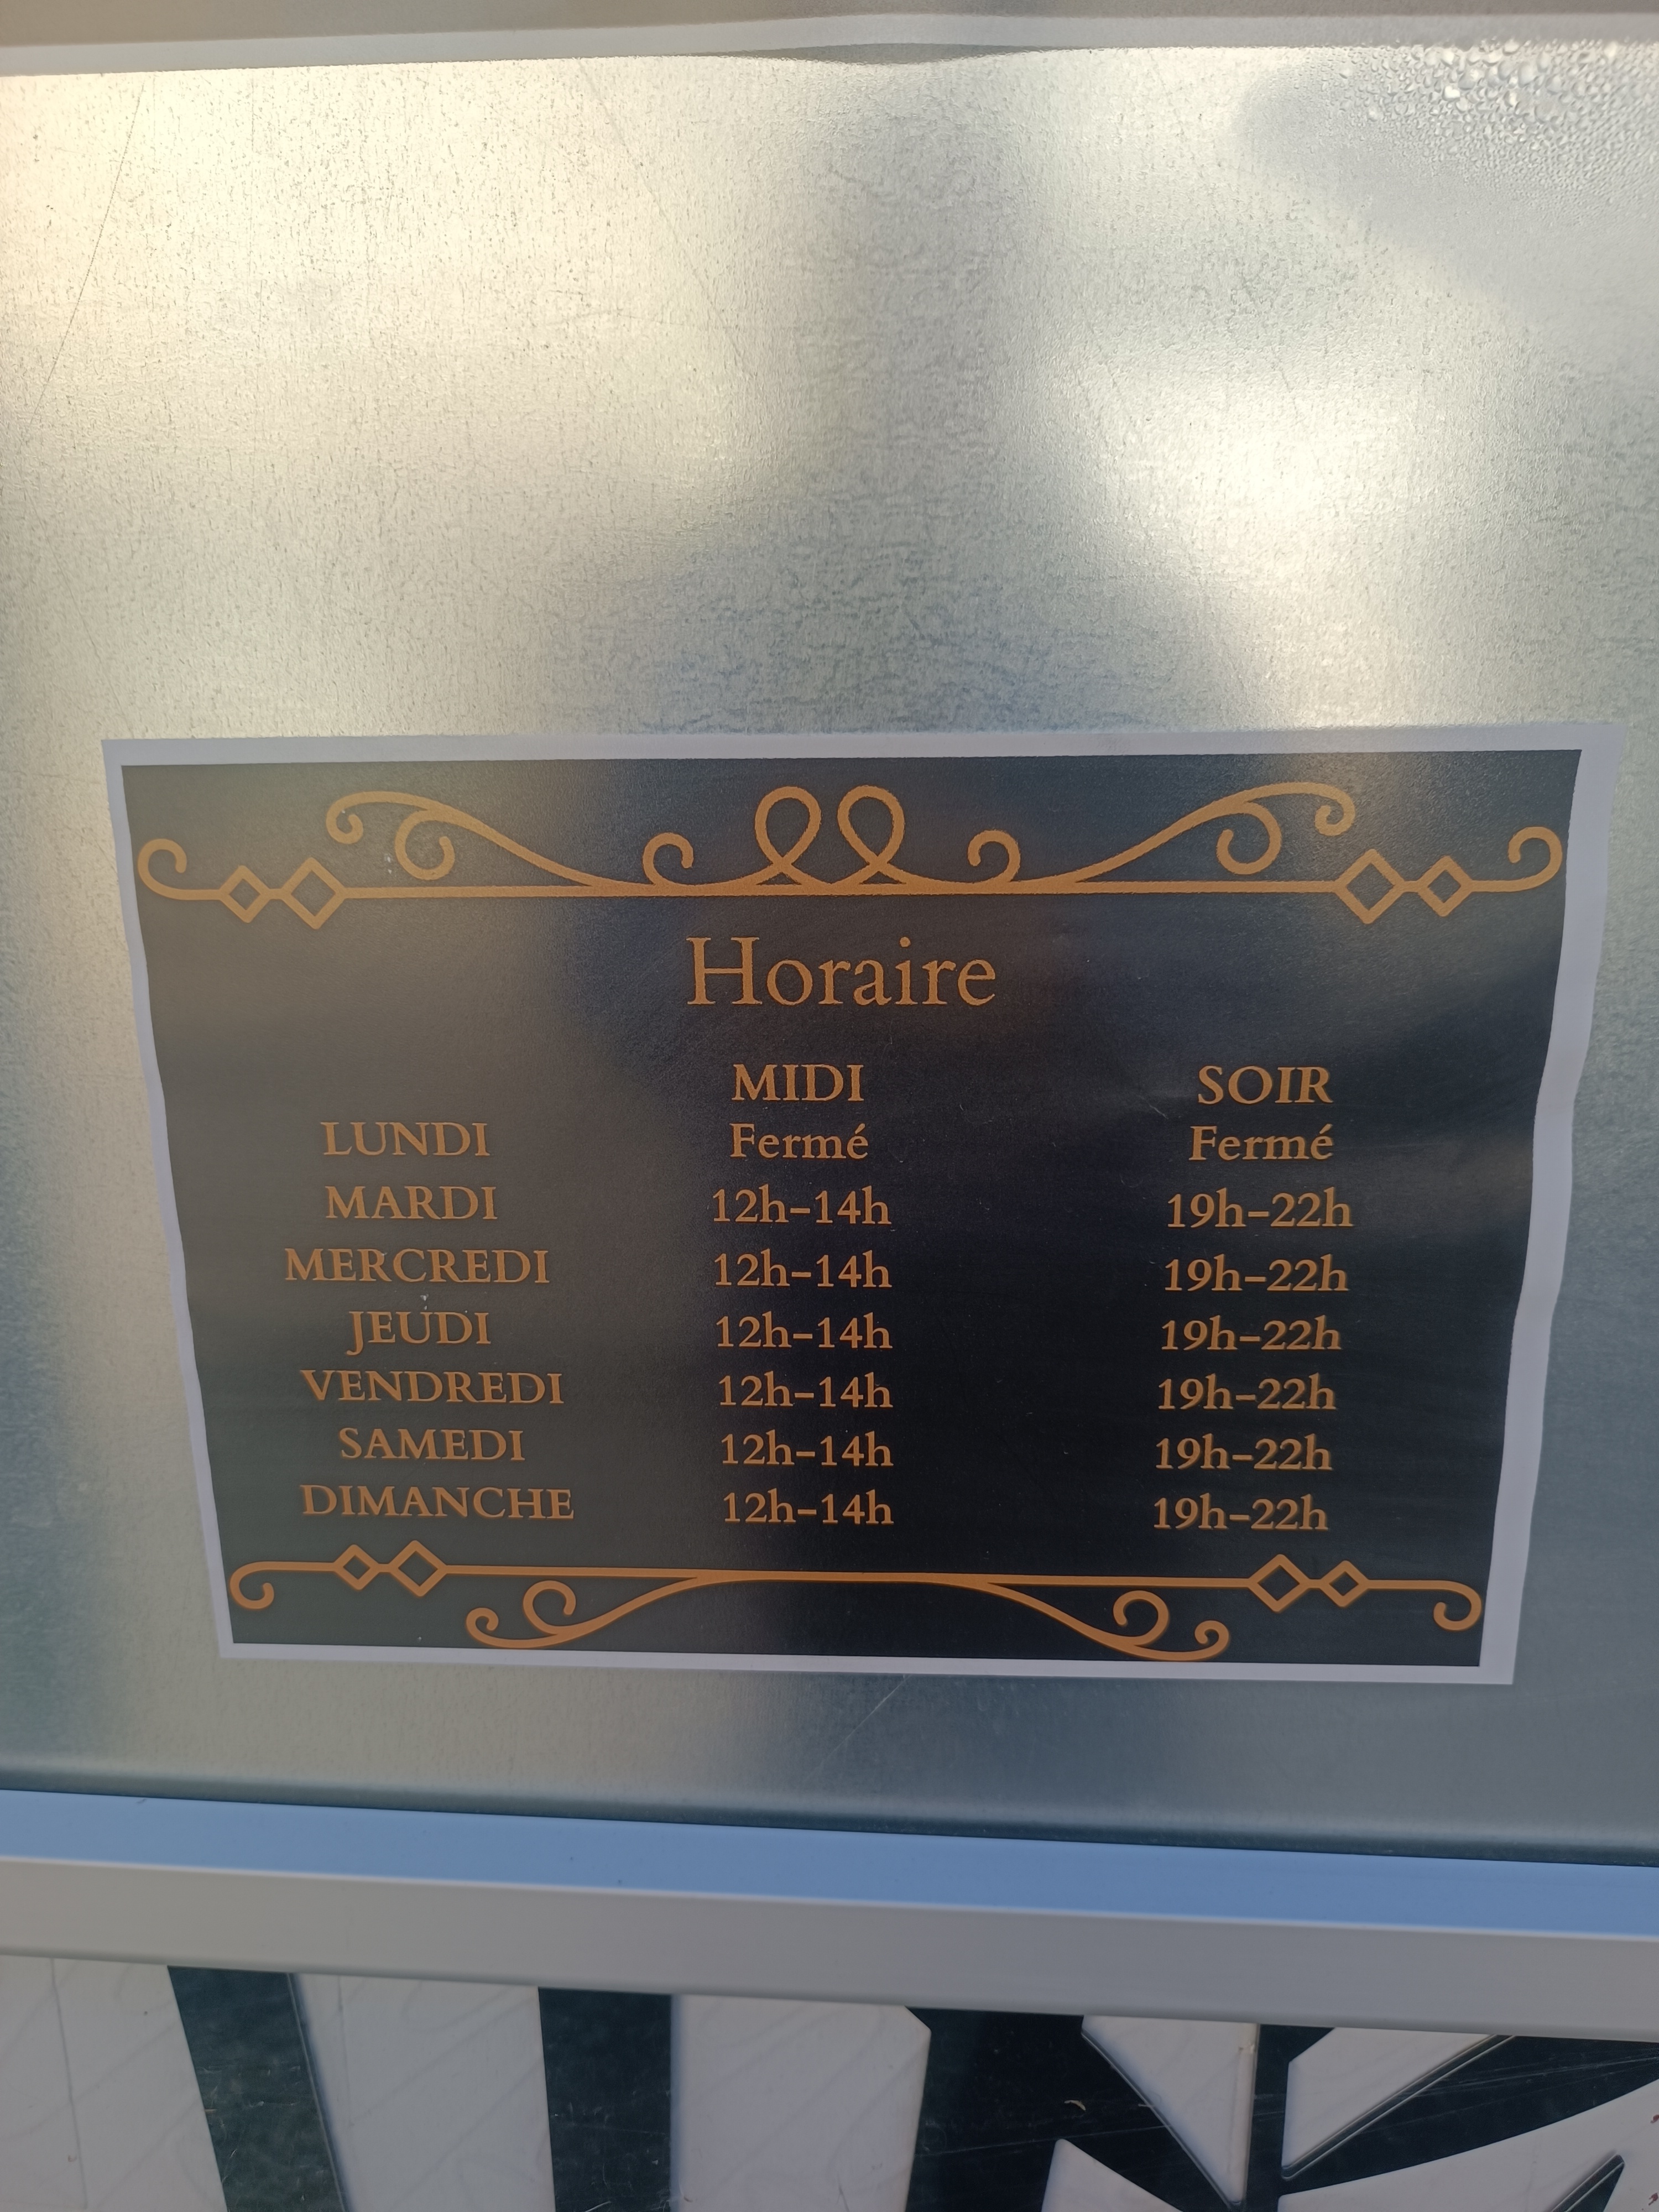 Horaire
MIDI SOIR
LUNDI Fermé Fermé
MARDI 12h-14h 19h-22h
MERCREDI 12h-14h 19h-22h
JEUDI 12h-14h 19h-22h
VENDREDI 12h-14h 19h-22h
SAMEDI 12h-14h 19h-22h
DIMANCHE 12h-14h 19h-22h